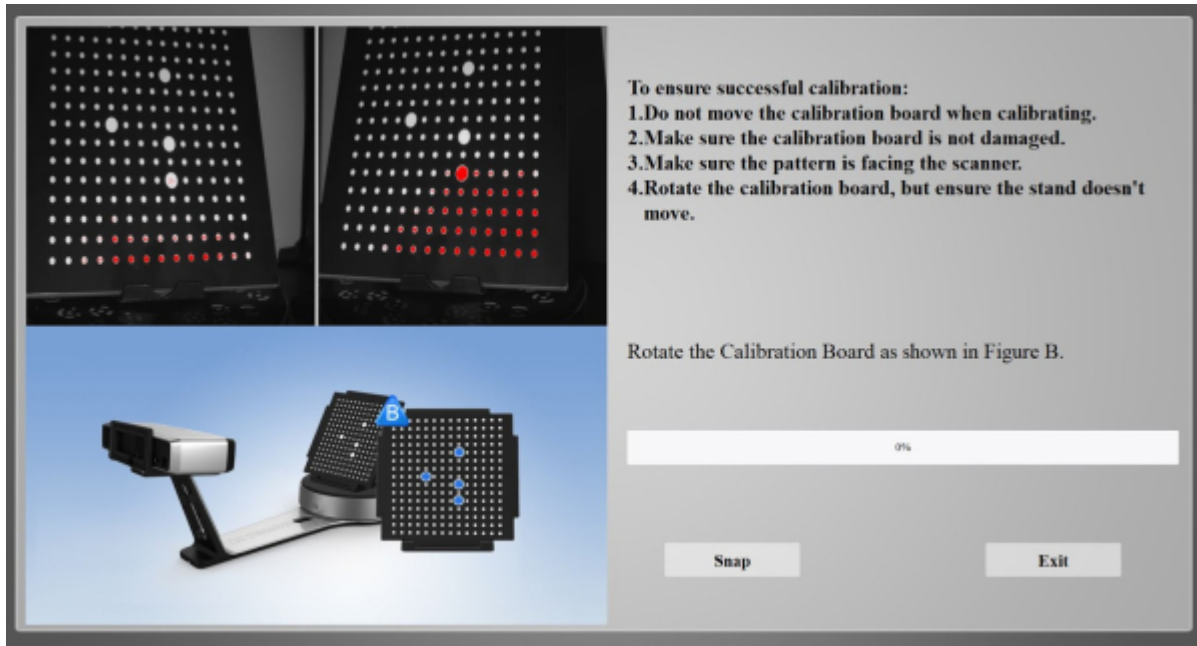 To ensure successful calibration:
1.Do not move the calibration board when calibrating.
2.Make sure the calibration board is not damaged.
3.Make sure the pattern is facing the scanner.
4.Rotate the calibration board, but ensure the stand doesn't
move.
Rotate the Calibration Board as shown in Figure B.
B
0%
Snap
Exit